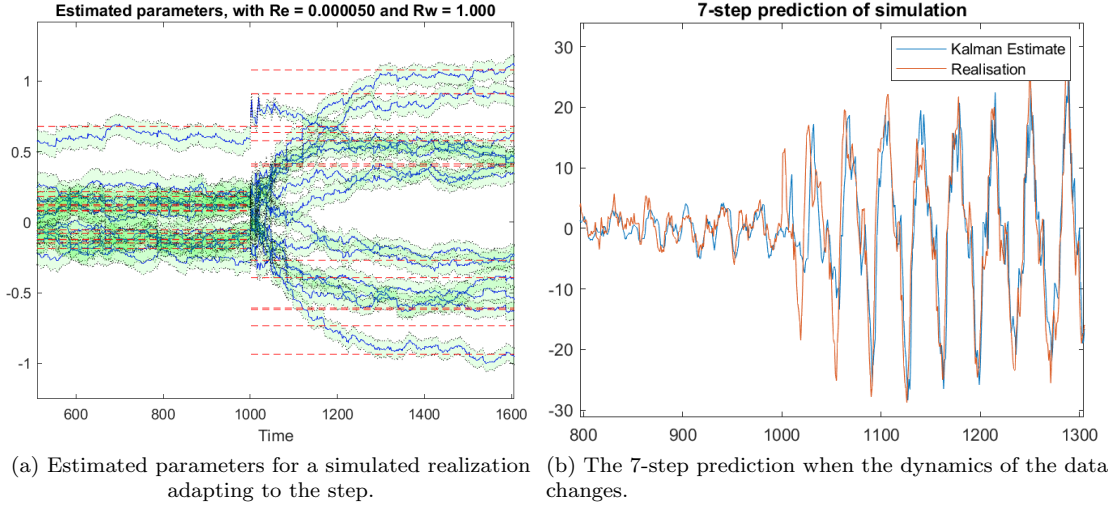 Estimated parameters, with Re = 0.000050 and Rw = 1.000
1
0.5
0
-0.5
-1
600
800
1000
1200
1400
1600
Time
(a) Estimated parameters for a simulated realization
adapting to the step.
7-step prediction of simulation
Kalman Estimate
Realisation
30
20
10
0
-10
-20
-30
800
900
1000
1100
1200
1300
(b) The 7-step prediction when the dynamics of the data
changes.